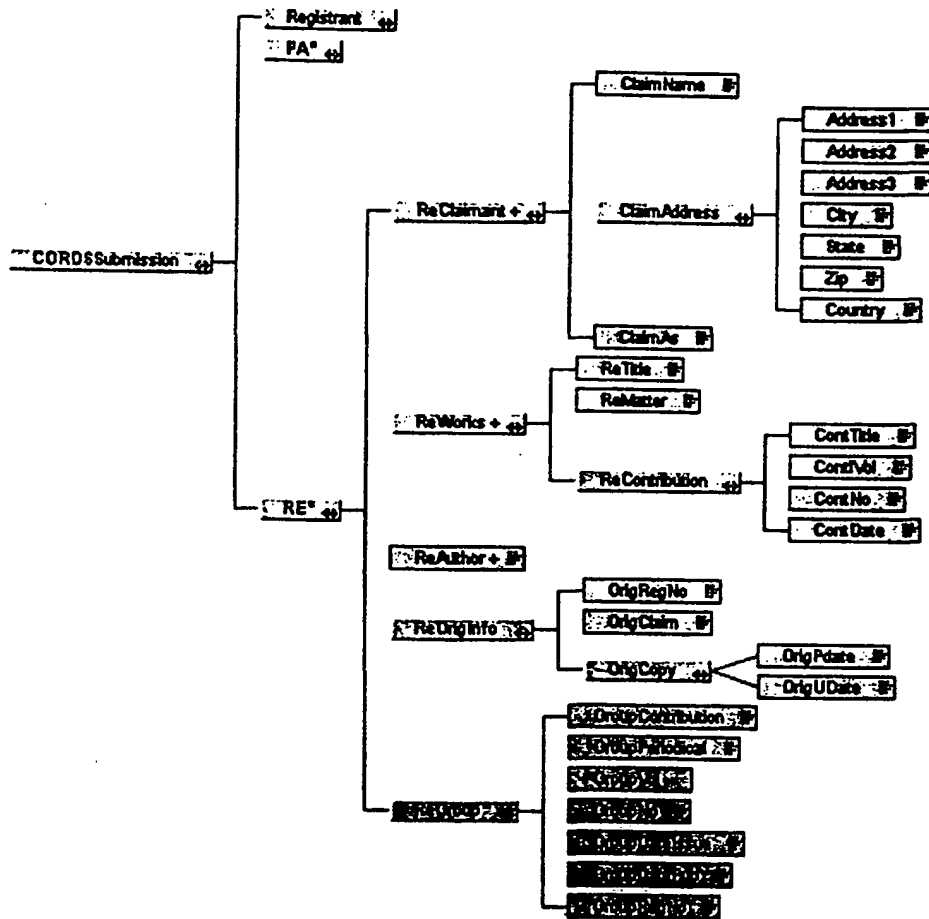 Registrant
PA*
ClaimName
Address1
Address2
Address3
ReClaimant +
ClaimAddress
City
State
CORDSSubmission
Zip
Country
ClaimAs
ReTitle
ReMatter
ReWorks +
ContTitle
ContVol
ReContribution
ContNo
RE*
ContDate
ReAuthor +
OrigRegNo
OrigClaim
ReOrigInfo
OrigPdate
OrigCopy
OrigUDate
GroupContribution
GroupPeriodical